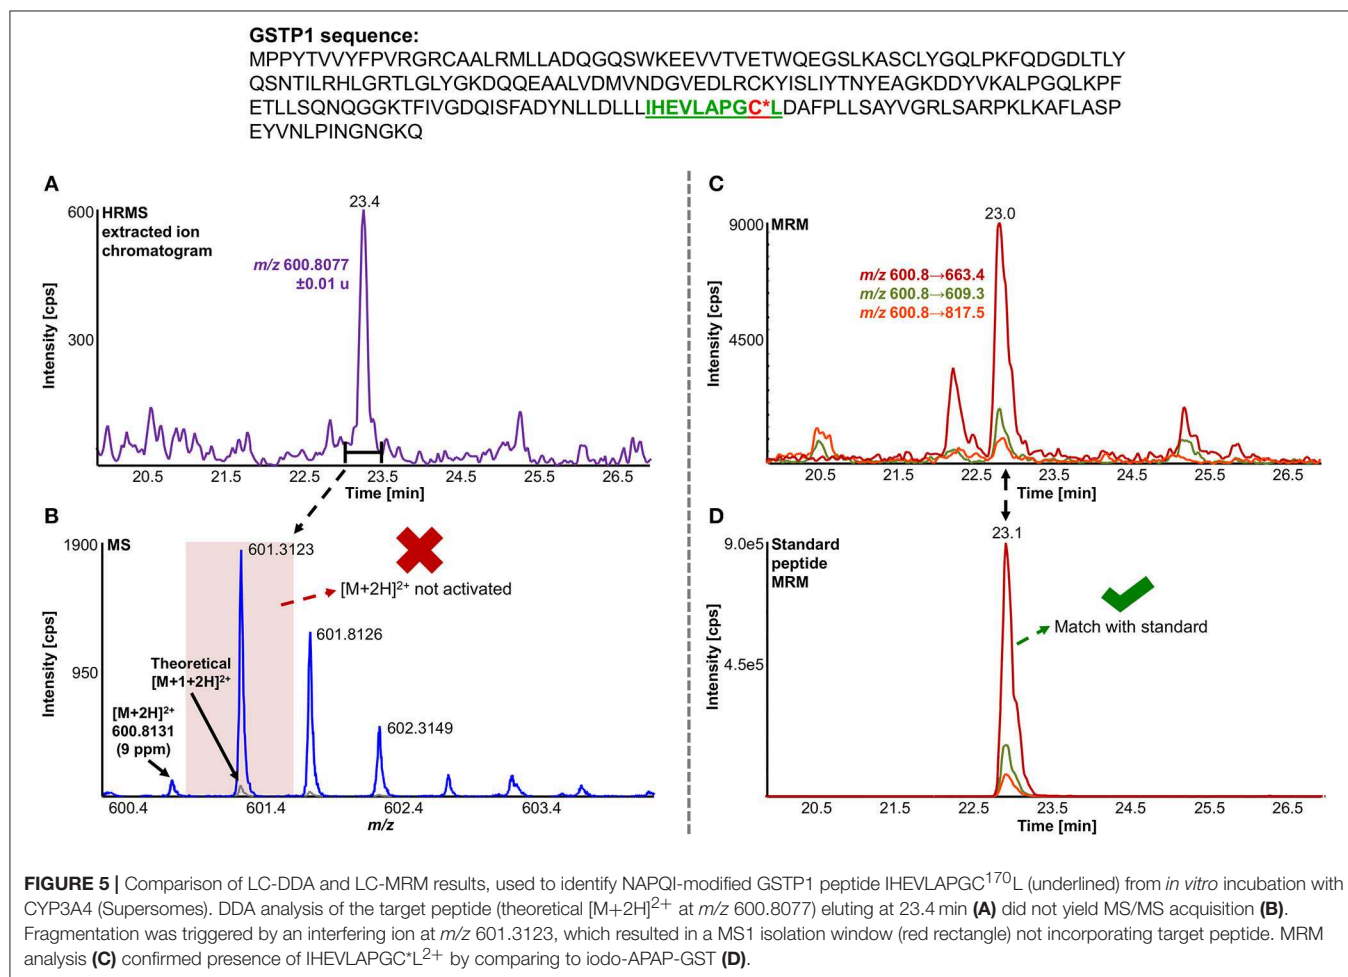 GSTP1 sequence:
MPPYTVVYFPVRGRCAALRMLLADQGQSWKEEVVTVETWQEGSLKASCLYGQLPKFQDGDLTLY
QSNTILRHLGRTLGLYGKDQQEAALVDMVNDGVEDLRCKYISLIYTNYEAGKDDYVKALPGQLKPF
ETLLSQNQGGKTFIVGDQISFADYNLLDLLLIHEVLAPGC*LDAFPLLSAYVGRLSARPKLKAFLASP
EYVNLPINGNGKQ
A
HRMS
extracted ion
chromatogram
23.4
m/z 600.8077
±0.01 u
600
300
Intensity [cps]
20.5 21.5 22.5 23.5 24.5 25.5 26.5
Time [min]
B
MS
1900
950
Intensity [cps]
601.3123
[M+2H]2+ not activated
601.8126
Theoretical
[M+1+2H]2+
[M+2H]2+
600.8131
(9 ppm)
602.3149
600.4 601.4 602.4 603.4
m/z
C
MRM
23.0
9000
4500
Intensity [cps]
m/z 600.8→663.4
m/z 600.8→609.3
m/z 600.8→817.5
20.5 21.5 22.5 23.5 24.5 25.5 26.5
Time [min]
D
Standard
peptide
MRM
23.1
9.0e5
4.5e5
Intensity [cps]
Match with standard
20.5 21.5 22.5 23.5 24.5 25.5 26.5
Time [min]
FIGURE 5 | Comparison of LC-DDA and LC-MRM results, used to identify NAPQI-modified GSTP1 peptide IHEVLAPGC170L (underlined) from in vitro incubation with
CYP3A4 (Supersomes). DDA analysis of the target peptide (theoretical [M+2H]2+ at m/z 600.8077) eluting at 23.4 min (A) did not yield MS/MS acquisition (B).
Fragmentation was triggered by an interfering ion at m/z 601.3123, which resulted in a MS1 isolation window (red rectangle) not incorporating target peptide. MRM
analysis (C) confirmed presence of IHEVLAPGC*L2+ by comparing to iodo-APAP-GST (D).